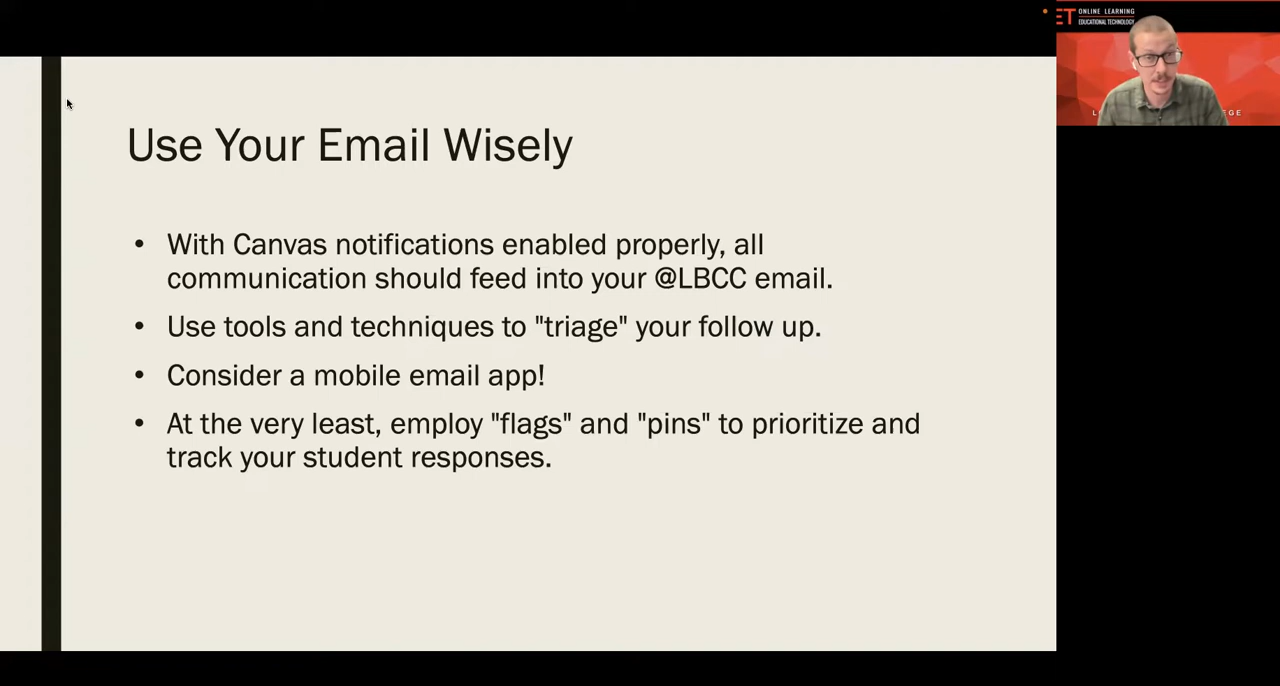 ET ONLINE LEARNING
EDUCATIONAL TECHNOLOGY
Use Your Email Wisely
• With Canvas notifications enabled properly, all
communication should feed into your @LBCC email.
• Use tools and techniques to "triage" your follow up.
• Consider a mobile email app!
• At the very least, employ "flags" and "pins" to prioritize and
track your student responses.